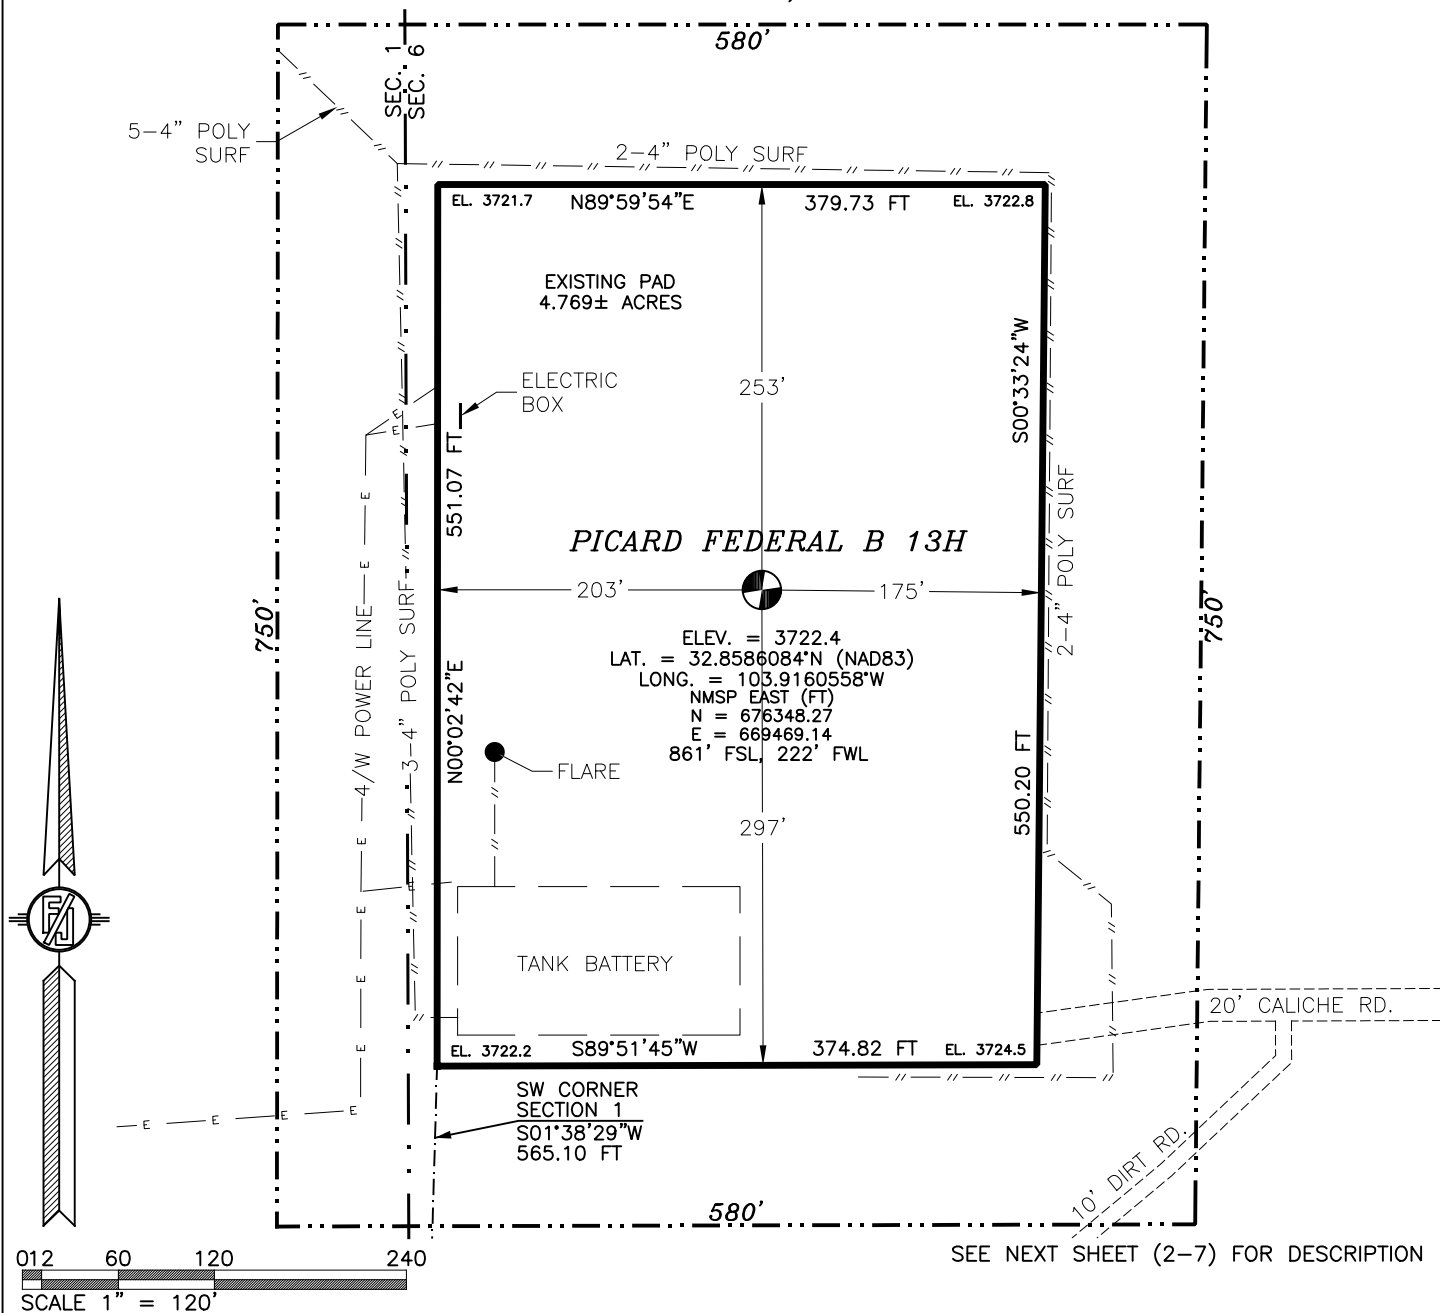 580'
SEC. 1
SEC. 6
5-4" POLY
SURF
2-4" POLY SURF
EL. 3721.7
N89°59'54"E
379.73 FT
EL. 3722.8
EXISTING PAD
4.769± ACRES
S00°33'24"W
253'
ELECTRIC
BOX
E
E
551.07 FT
E
2-4" POLY SURF
PICARD FEDERAL B 13H
E
203'
175'
750'
750'
4/W POWER LINE
3-4" POLY SURF
N00°02'42"E
ELEV. = 3722.4
LAT. = 32.8586084°N (NAD83)
LONG. = 103.9160558°W
NMSP EAST (FT)
N = 676348.27
E = 669469.14
861' FSL, 222' FWL
FLARE
550.20 FT
297'
E
E
E
FJ
TANK BATTERY
E
20' CALICHE RD.
E
EL. 3722.2
S89°51'45"W
374.82 FT
EL. 3724.5
SW CORNER
SECTION 1
S01°38'29"W
565.10 FT
E
E
E
E
10' DIRT RD.
580'
SEE NEXT SHEET (2-7) FOR DESCRIPTION
012
60
120
240
SCALE 1" = 120'